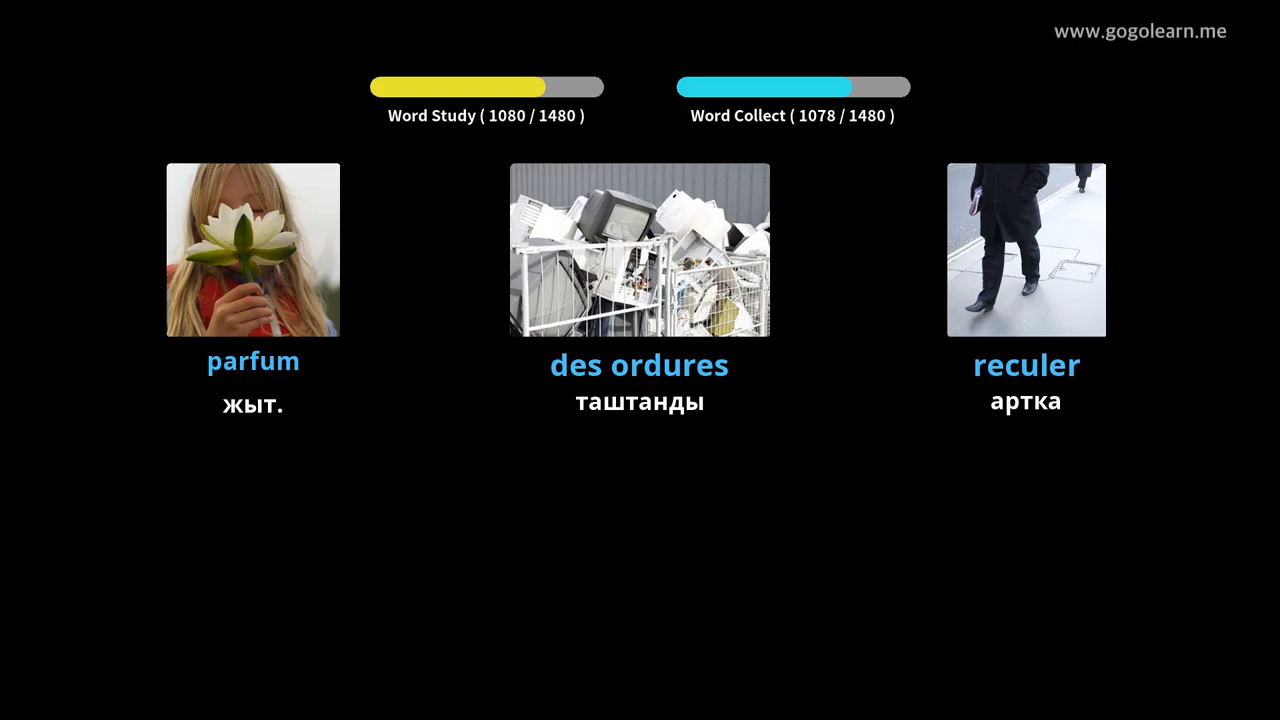 www.gogolearn.me
Word Study ( 1080 / 1480 )
Word Collect ( 1078 / 1480 )
parfum
жыт.
des ordures
таштанды
reculer
артка